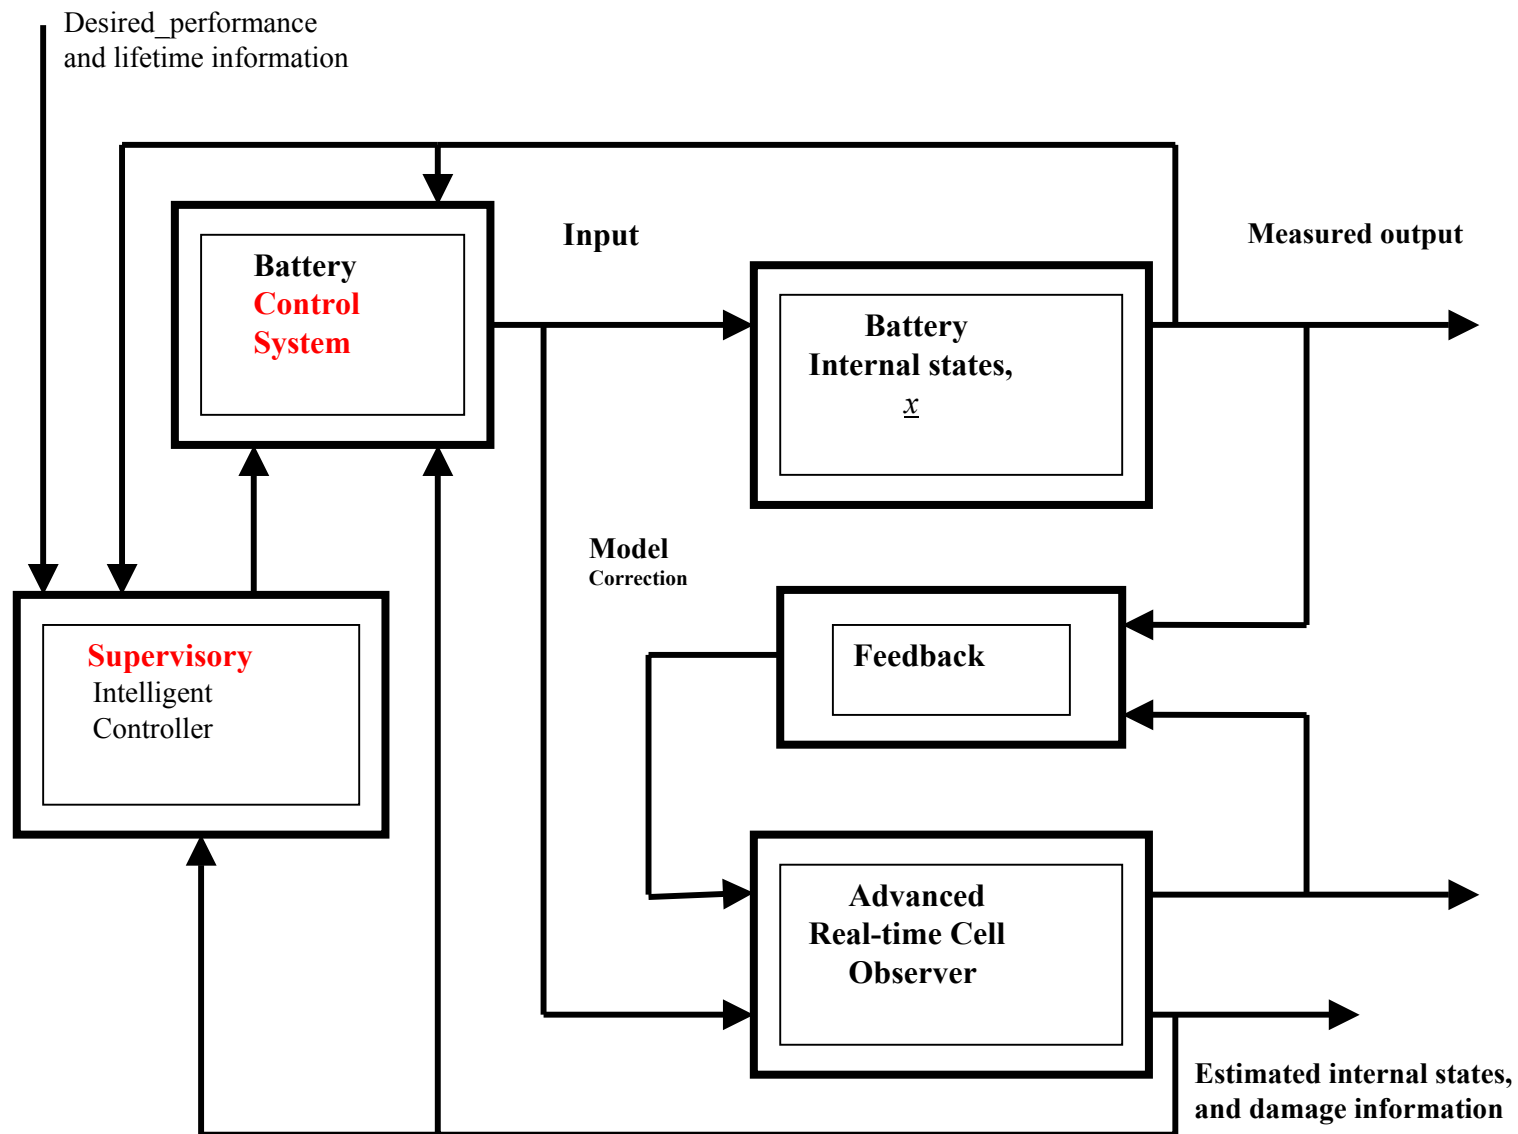 Desired_performance
and lifetime information
Input
Measured output
Battery
Control
System
Battery
Internal states,
x
Model
Correction
Feedback
Supervisory
Intelligent
Controller
Advanced
Real-time Cell
Observer
Estimated internal states,
and damage information